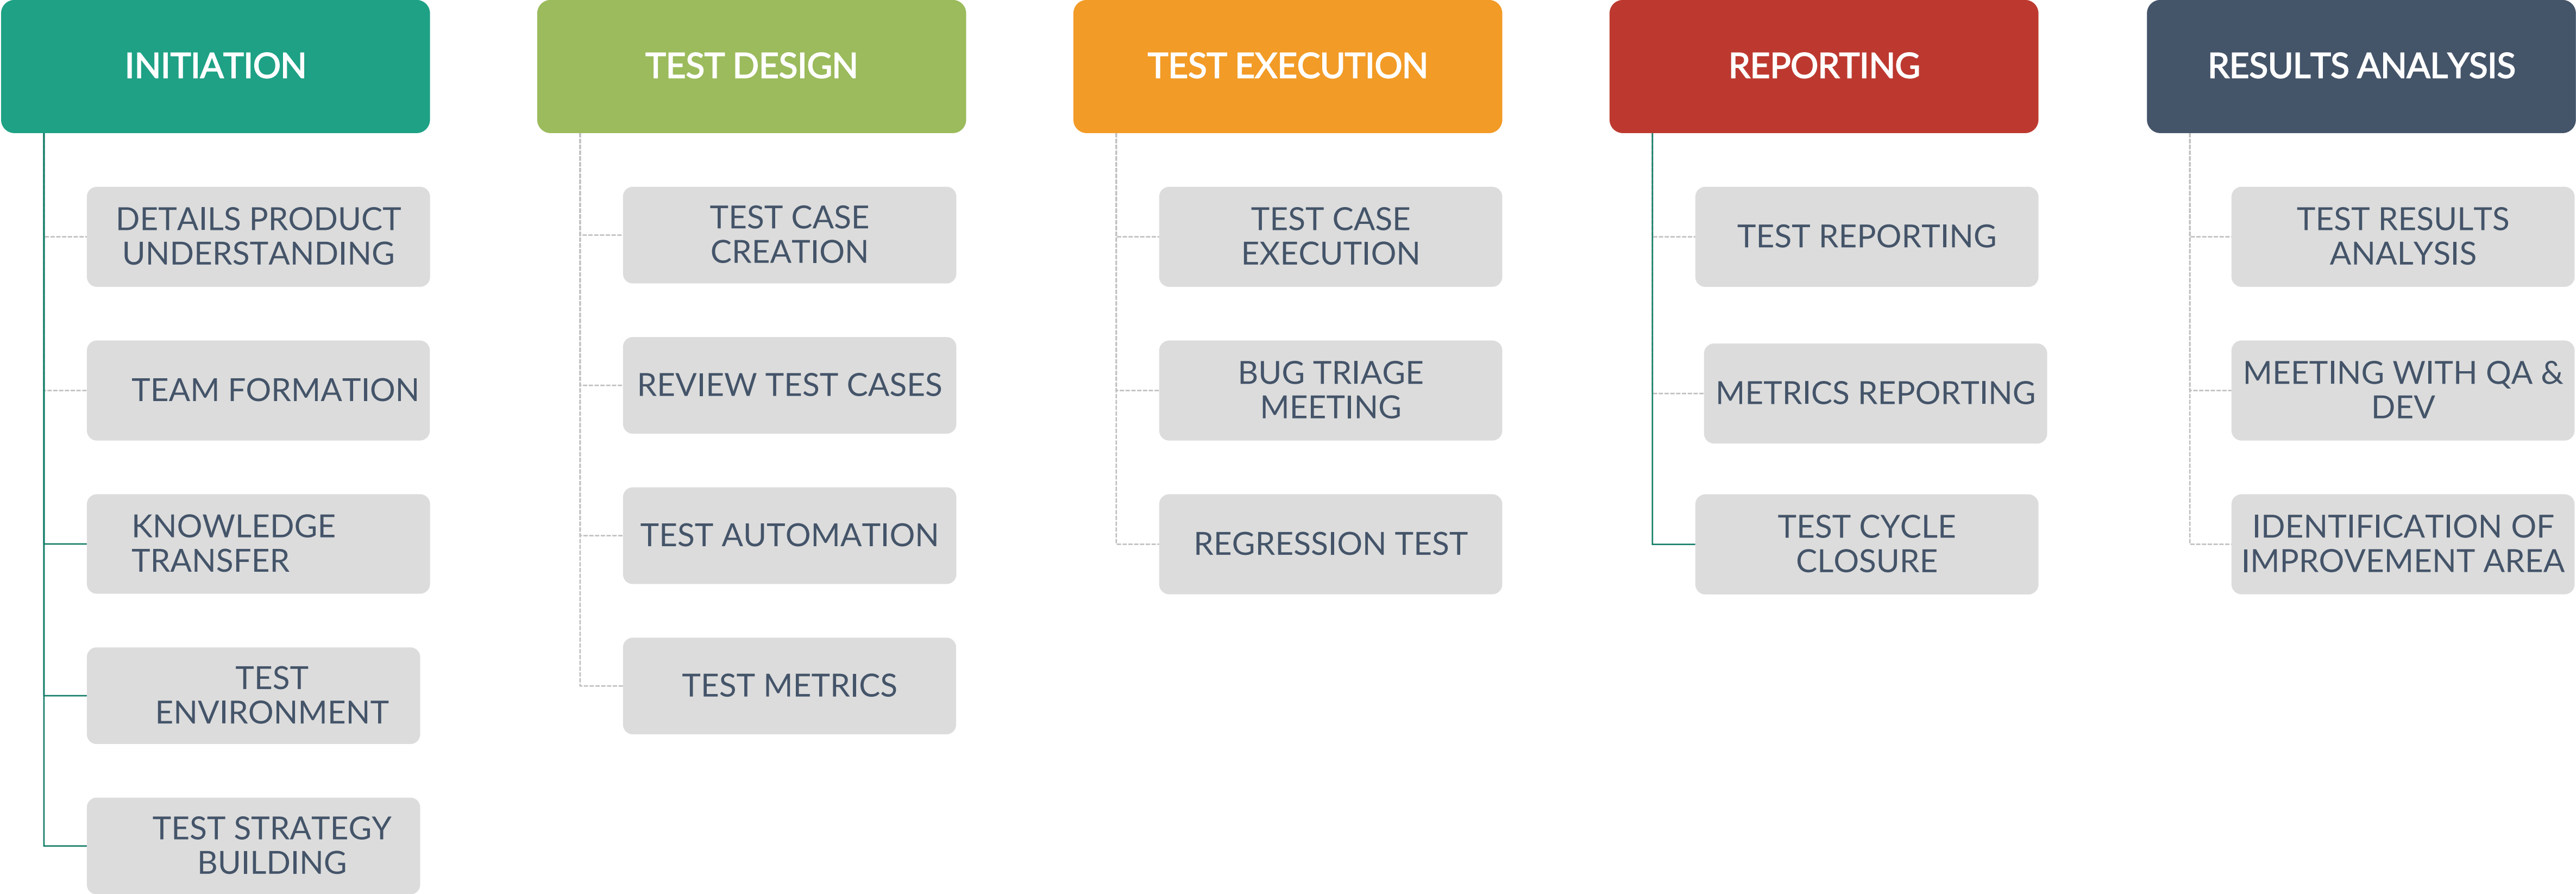 INITIATION
DETAILS PRODUCT
UNDERSTANDING
TEAM FORMATION
KNOWLEDGE
TRANSFER
TEST
ENVIRONMENT
TEST STRATEGY
BUILDING
TEST DESIGN
TEST CASE
CREATION
REVIEW TEST CASES
TEST AUTOMATION
TEST METRICS
TEST EXECUTION
TEST CASE
EXECUTION
BUG TRIAGE
MEETING
REGRESSION TEST
REPORTING
TEST REPORTING
METRICS REPORTING
TEST CYCLE
CLOSURE
RESULTS ANALYSIS
TEST RESULTS
ANALYSIS
MEETING WITH QA &
DEV
IDENTIFICATION OF
IMPROVEMENT AREA